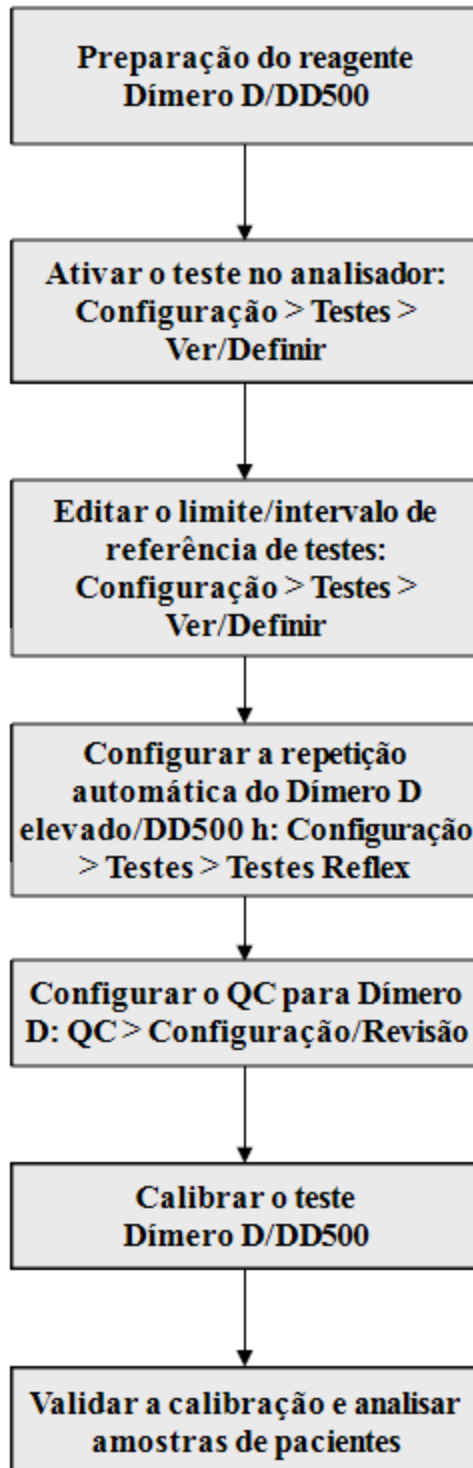 Preparação do reagente
Dímero D/DD500
Ativar o teste no analisador:
Configuração > Testes >
Ver/Definir
Editar o limite/intervalo de
referência de testes:
Configuração > Testes >
Ver/Definir
Configurar a repetição
automática do Dímero D
elevado/DD500 h: Configuração
> Testes > Testes Reflex
Configurar o QC para Dímero
D: QC > Configuração/Revisão
Calibrar o teste
Dímero D/DD500
Validar a calibração e analisar
amostras de pacientes